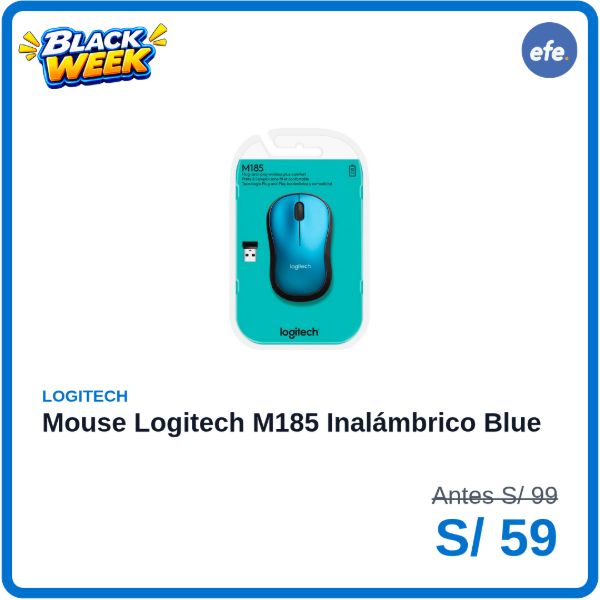 BLACK
WEEK
efe.
M185
logitech
logitech
LOGITECH
Mouse Logitech M185 Inalámbrico Blue
Antes S/ 99
S/ 59